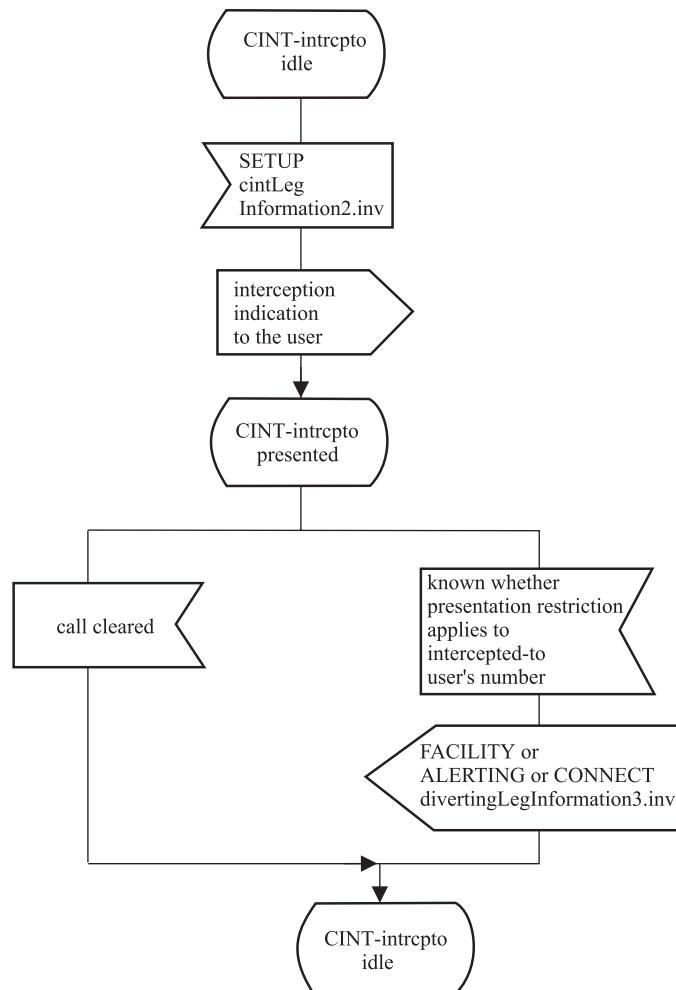 CINT-intrcpto
idle
SETUP
cintLeg
Information2.inv
interception
indication
to the user
CINT-intrcpto
presented
call cleared
known whether
presentation restriction
applies to
intercepted-to
user's number
FACILITY or
ALERTING or CONNECT
divertingLegInformation3.inv
CINT-intrcpto
idle